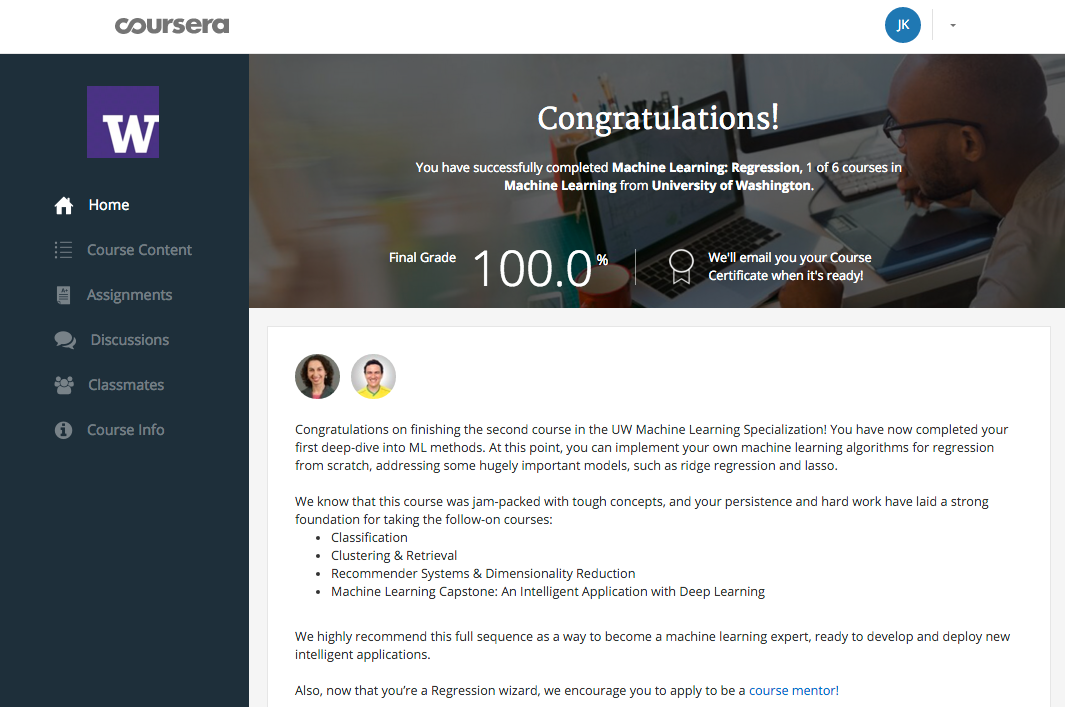 coursera
JK
W
Home
Course Content
Assignments
Discussions
Classmates
Course Info
Congratulations!
You have successfully completed Machine Learning: Regression, 1 of 6 courses in
Machine Learning from University of Washington.
Final Grade 100.0%
We'll email you your Course
Certificate when it's ready!
Congratulations on finishing the second course in the UW Machine Learning Specialization! You have now completed your
first deep-dive into ML methods. At this point, you can implement your own machine learning algorithms for regression
from scratch, addressing some hugely important models, such as ridge regression and lasso.
We know that this course was jam-packed with tough concepts, and your persistence and hard work have laid a strong
foundation for taking the follow-on courses:
• Classification
• Clustering & Retrieval
• Recommender Systems & Dimensionality Reduction
• Machine Learning Capstone: An Intelligent Application with Deep Learning
We highly recommend this full sequence as a way to become a machine learning expert, ready to develop and deploy new
intelligent applications.
Also, now that you’re a Regression wizard, we encourage you to apply to be a course mentor!